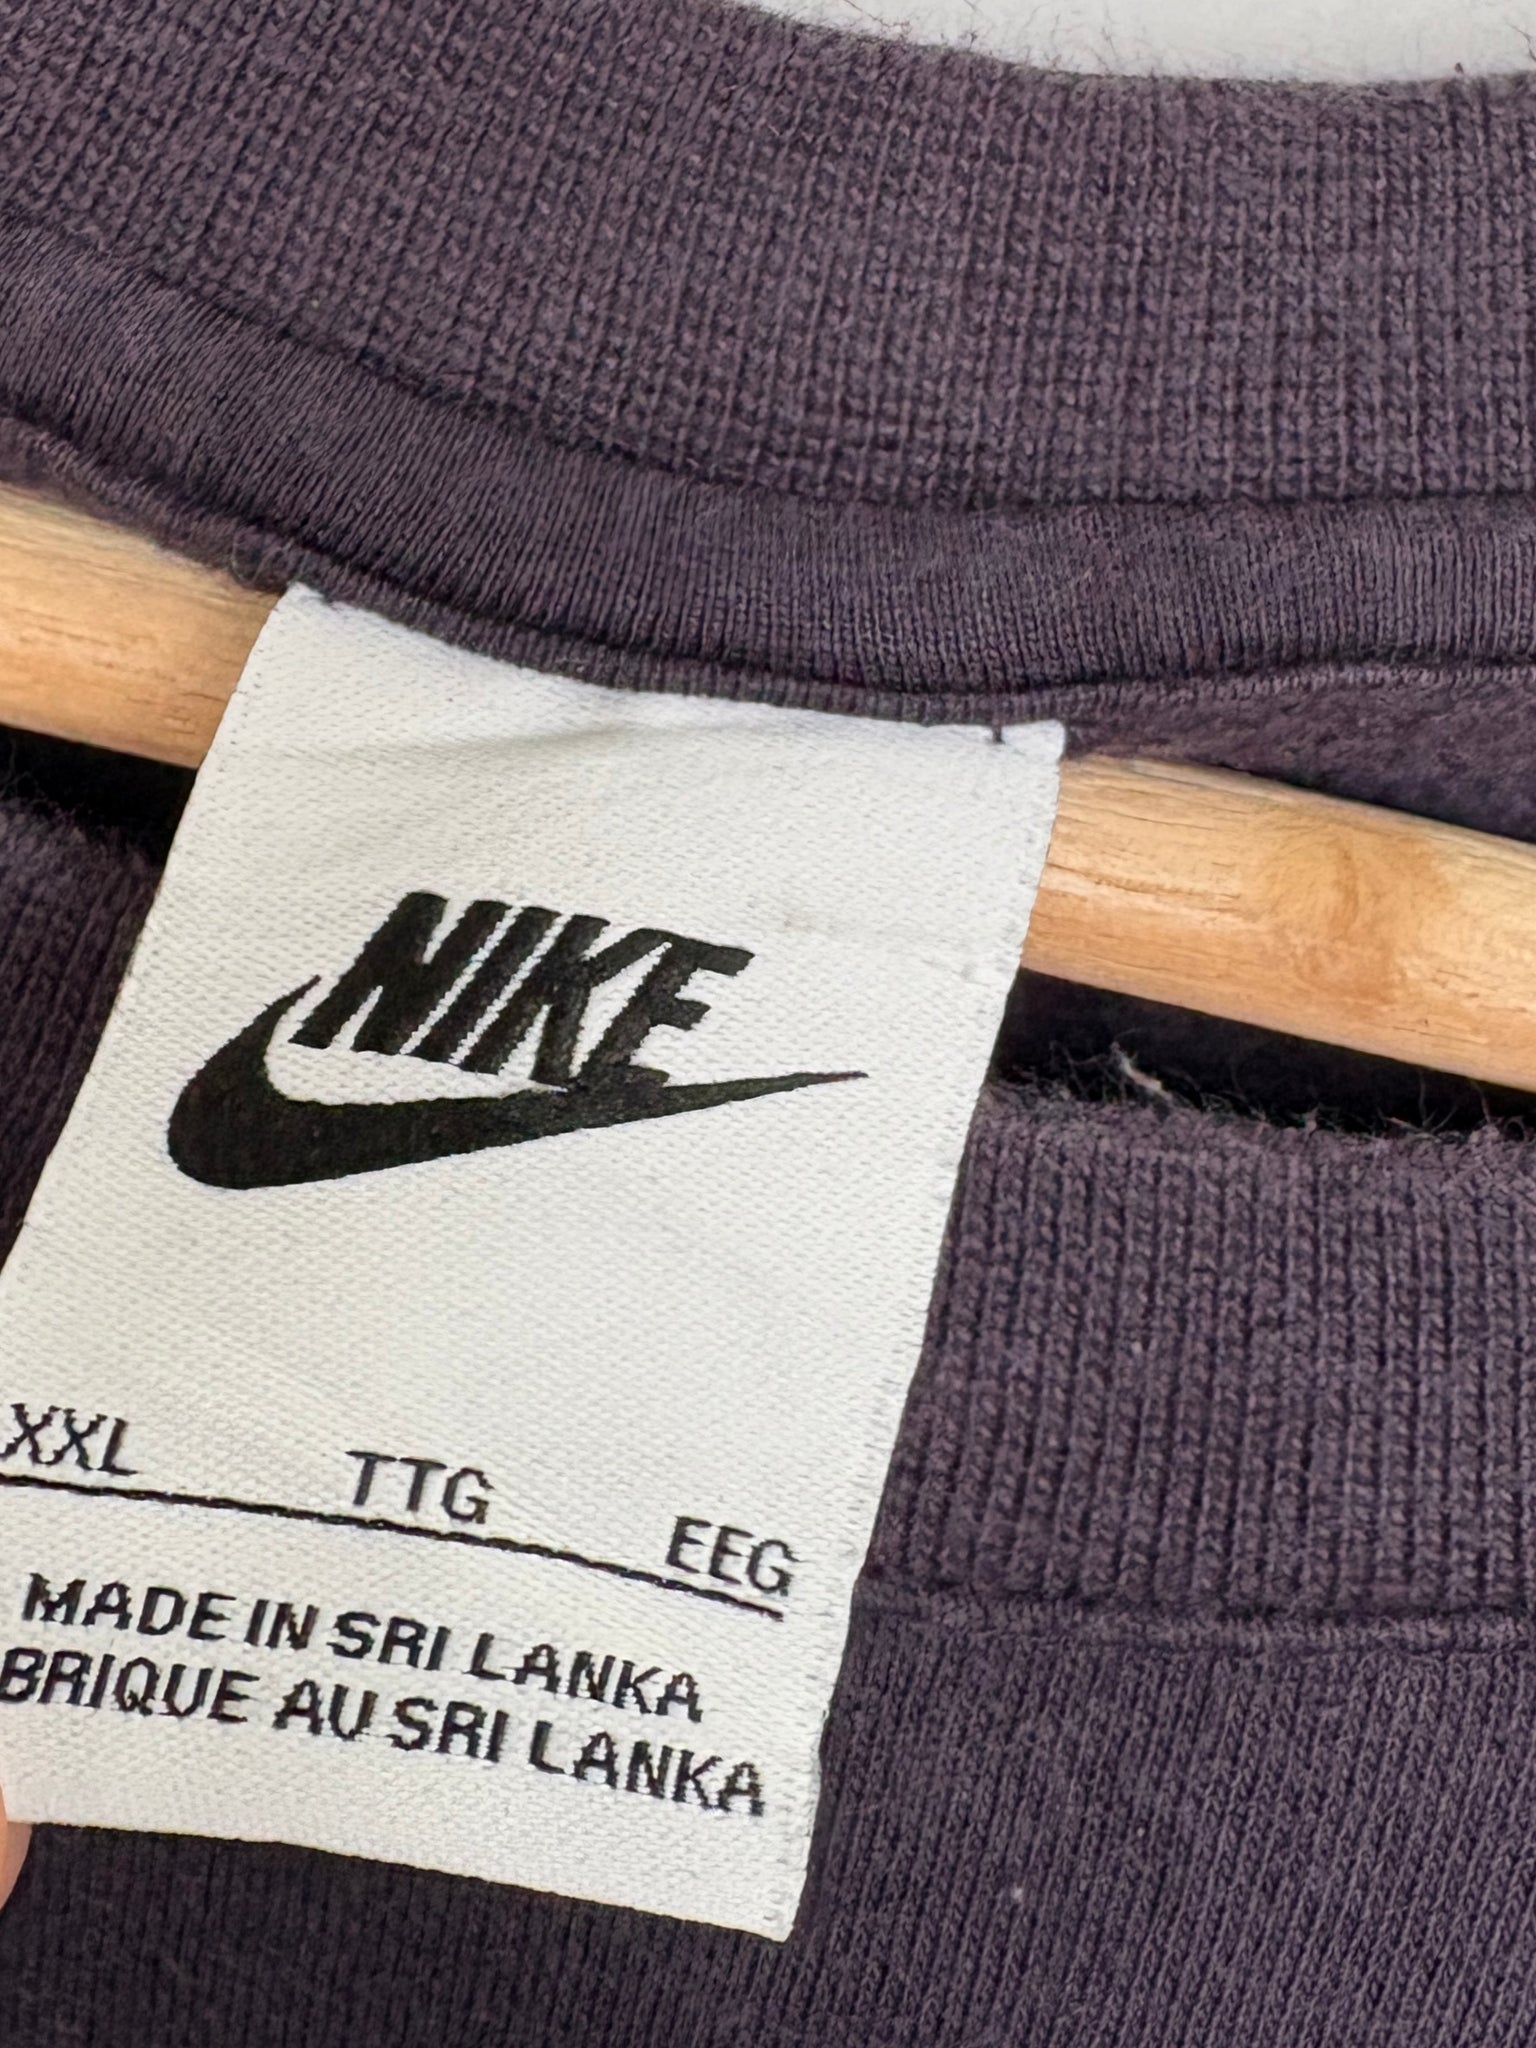 NIKE
XXL TTG EEG
MADE IN SRI LANKA
BRIQUE AU SRI LANKA